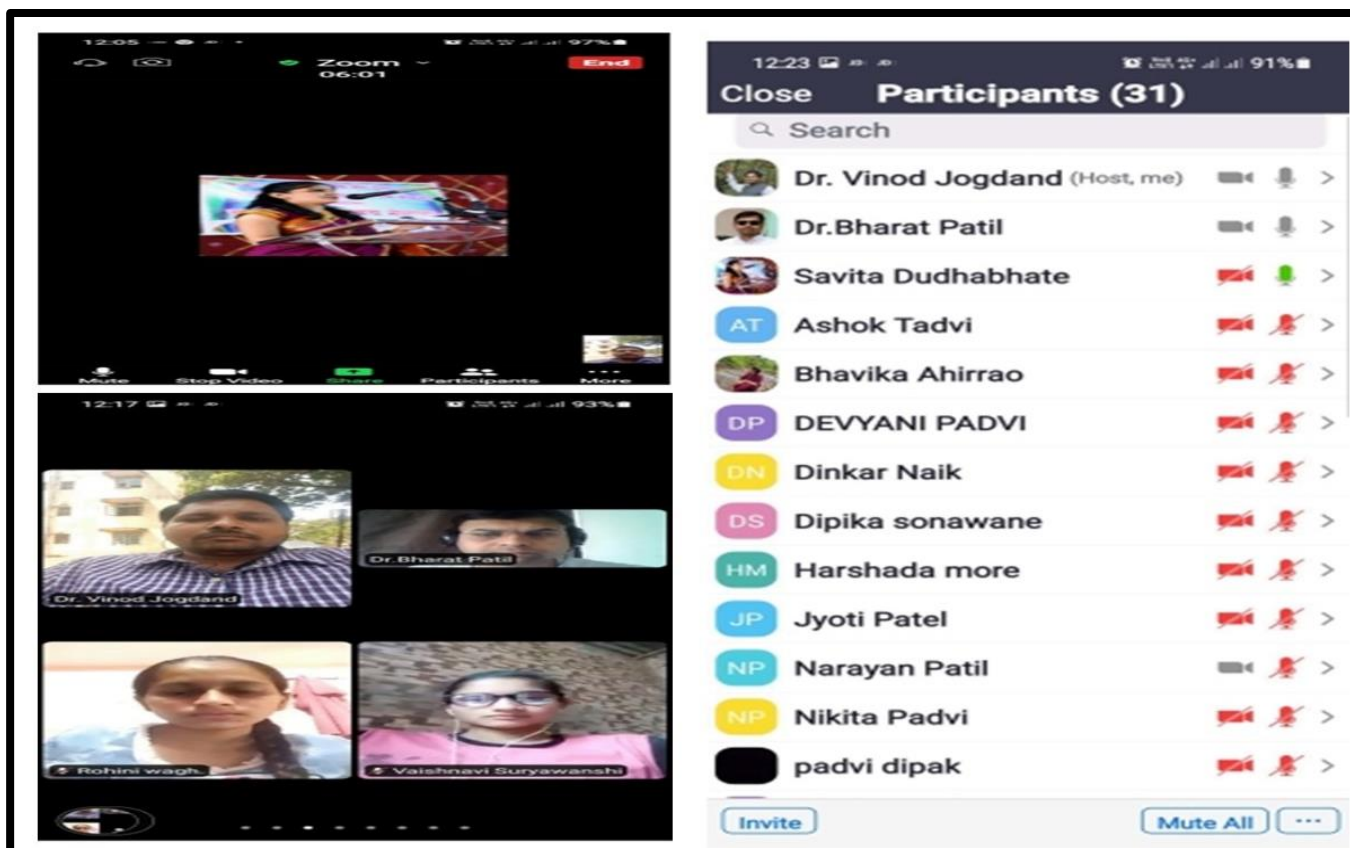 12:05
97%
Zoom
End
06:01
Mute
Stop Video
Share
Participants
More
12:17
93%
Dr. Vinod Jogdand
Dr.Bharat Patil
Rohini wagh.
Vaishnavi Suryawanshi
12:23
91%
Close
Participants (31)
Search
Dr. Vinod Jogdand (Host, me)
Dr.Bharat Patil
Savita Dudhabhate
AT Ashok Tadvi
Bhavika Ahirrao
DP DEVYANI PADVI
DN Dinkar Naik
DS Dipika sonawane
HM Harshada more
JP Jyoti Patel
NP Narayan Patil
NP Nikita Padvi
padvi dipak
Invite
Mute All